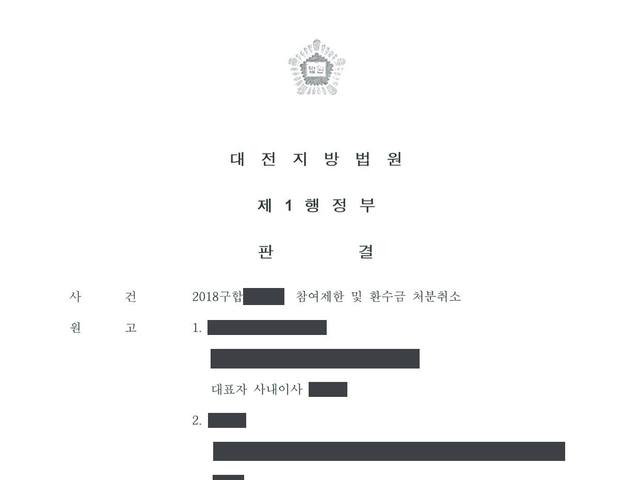 법원
대 전 지 방 법 원
제 1 행 정 부
판 결
사 건 2018구합 참여제한 및 환수금 처분취소
원 고 1.
대표자 사내이사
2.